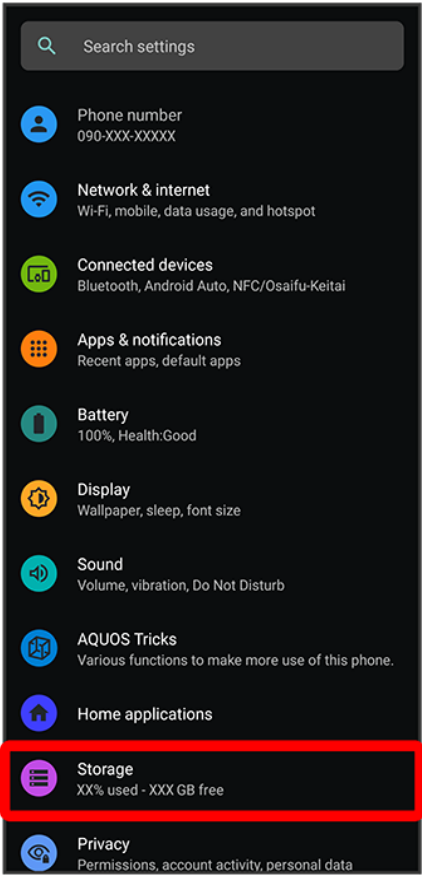 Search settings
Phone number
090-XXX-XXXXX
Network & internet
Wi-Fi, mobile, data usage, and hotspot
Connected devices
Bluetooth, Android Auto, NFC/Osaifu-Keitai
Apps & notifications
Recent apps, default apps
Battery
100%, Health:Good
Display
Wallpaper, sleep, font size
Sound
Volume, vibration, Do Not Disturb
AQUOS Tricks
Various functions to make more use of this phone.
Home applications
Storage
XX% used - XXX GB free
Privacy
Permissions, account activity, personal data